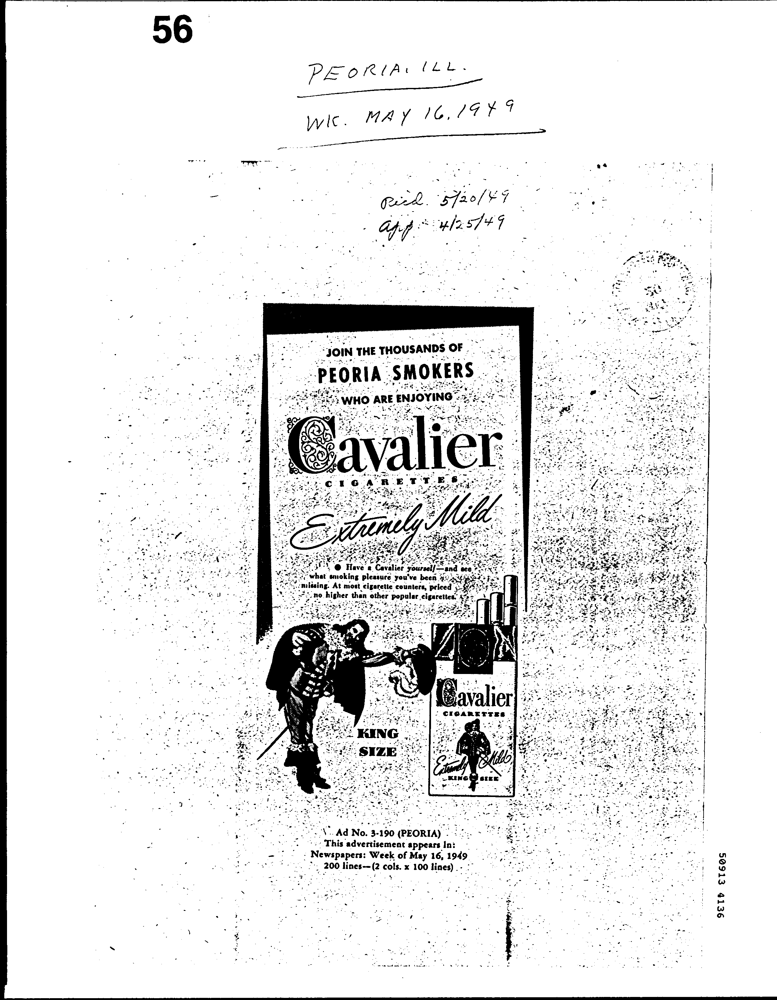 56
PEORIA, ILL.
WK. MAY 16, 1949
5/20/49
4/25/49
JOIN THE THOUSANDS OF
PEORIA SMOKERS
WHO ARE ENJOYING
Cavalier
CIGARETTES
Extremely Mild
● Have a Cavalier yourself—and see
what smoking pleasure you've been
missing. At most cigarette counters, priced
no higher than other popular cigarettes.
Cavalier
CIGARETTES
KING
SIZE
Extremely Mild
KING SIZE
Ad No. 3-190 (PEORIA)
This advertisement appears In:
Newspapers: Week of May 16, 1949
200 lines—(2 cols. x 100 lines)
50913 4136